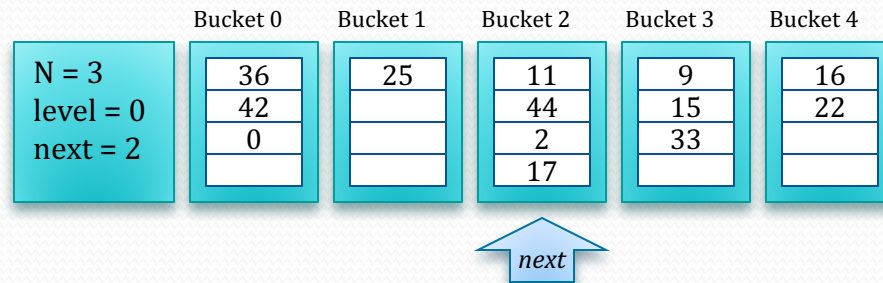 Bucket 0 Bucket 1 Bucket 2 Bucket 3 Bucket 4
N = 3
level = 0
next = 2
36 25 11 9 16
42 44 15 22
0 2 33
17
next